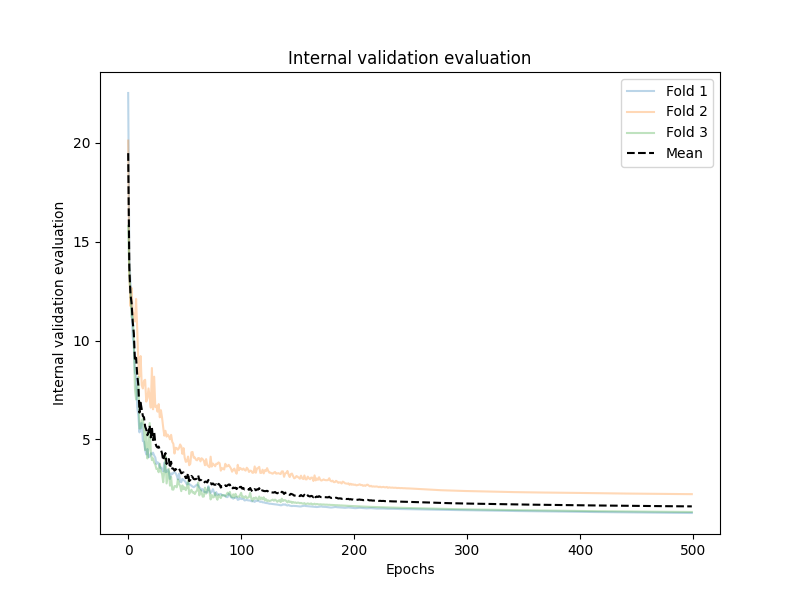 Internal validation evaluation
Fold 1
Fold 2
Fold 3
Mean
Internal validation evaluation
20
15
10
5
0 100 200 300 400 500
Epochs